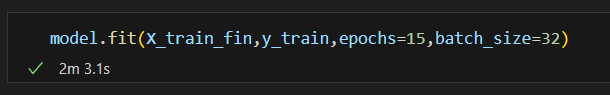 model.fit(X_train_fin,y_train,epochs=15,batch_size=32)
2m 3.1s